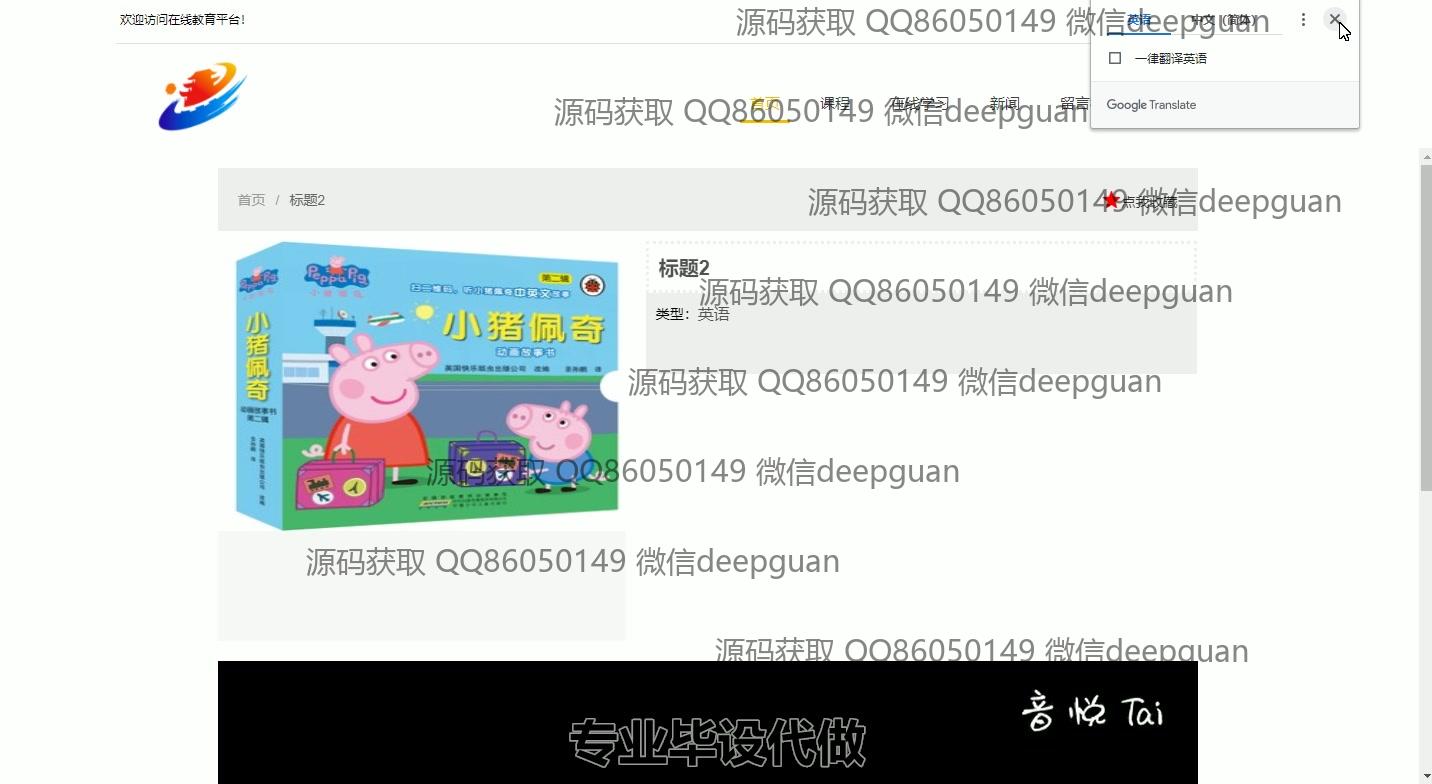 欢迎访问在线教育平台！
源码获取 QQ86050149 微信deepguan
英语 中文（简体）
一律翻译英语
Google Translate
首页 课程 在线学习 新闻 留言
源码获取 QQ86050149 微信deepguan
首页 / 标题2
点我收藏
源码获取 QQ86050149 微信deepguan
Peppa Pig
小猪佩奇
第二辑
扫二维码，听小猪佩奇中英文故事
小猪佩奇
动画故事书
英国快乐瓢虫出版公司 改编
小猪佩奇
动画故事书
第二辑
标题2
源码获取 QQ86050149 微信deepguan
类型：英语
源码获取 QQ86050149 微信deepguan
源码获取 QQ86050149 微信deepguan
源码获取 QQ86050149 微信deepguan
源码获取 QQ86050149 微信deepguan
音悦Tai
专业毕设代做